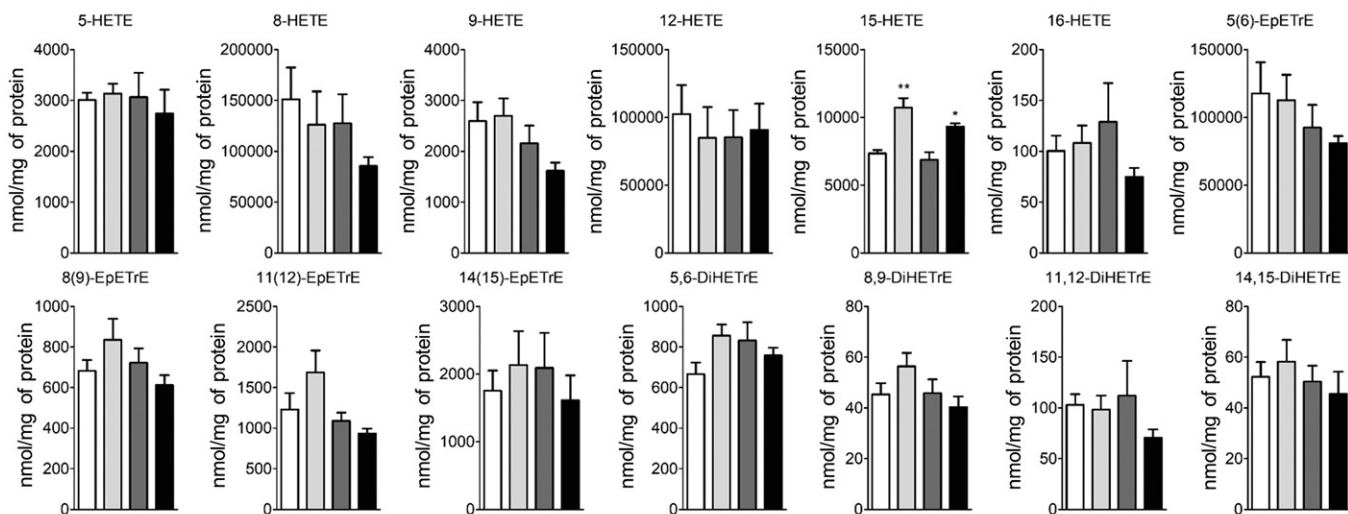 5-HETE
nmol/mg of protein
4000
3000
2000
1000
0
8-HETE
nmol/mg of protein
200000
150000
100000
50000
0
9-HETE
nmol/mg of protein
4000
3000
2000
1000
0
12-HETE
nmol/mg of protein
150000
100000
50000
0
15-HETE
nmol/mg of protein
15000
10000
5000
0
**
*
16-HETE
nmol/mg of protein
200
150
100
50
0
5(6)-EpETrE
nmol/mg of protein
150000
100000
50000
0
8(9)-EpETrE
nmol/mg of protein
1000
800
600
400
200
0
11(12)-EpETrE
nmol/mg of protein
2500
2000
1500
1000
500
0
14(15)-EpETrE
nmol/mg of protein
3000
2000
1000
0
5,6-DiHETrE
nmol/mg of protein
1000
800
600
400
200
0
8,9-DiHETrE
nmol/mg of protein
80
60
40
20
0
11,12-DiHETrE
nmol/mg of protein
200
150
100
50
0
14,15-DiHETrE
nmol/mg of protein
80
60
40
20
0